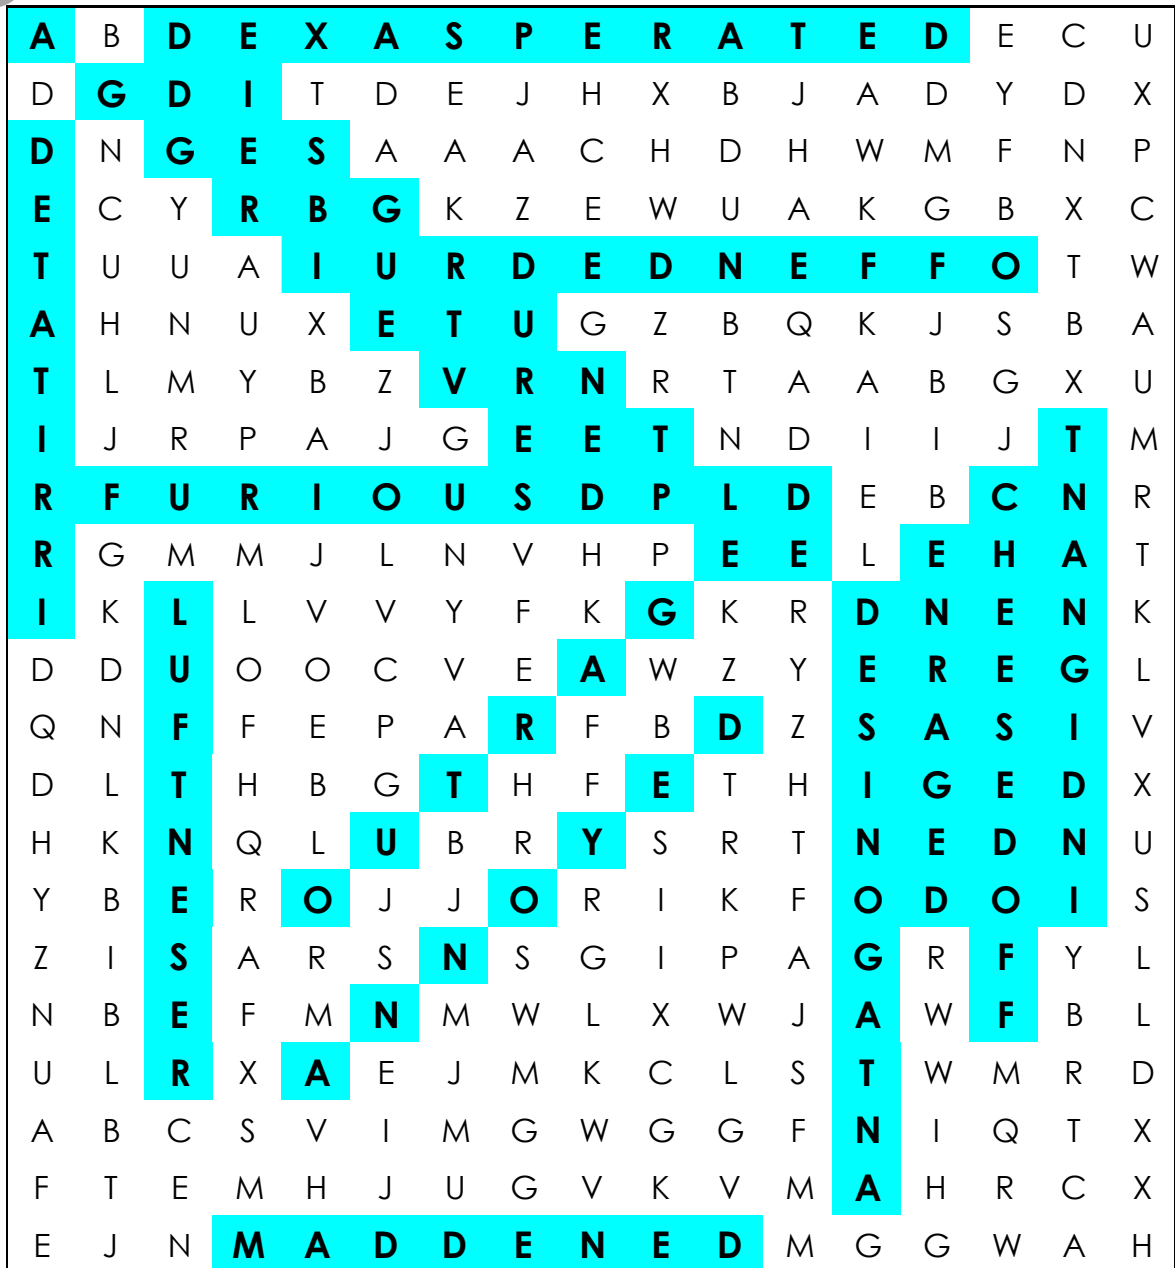 A B D E X A S P E R A T E D E C U
D G D I T D E J H X B J A D Y D X
D N G E S A A A C H D H W M F N P
E C Y R B G K Z E W U A K G B X C
T U U A I U R D E D N E F F O T W
A H N U X E T U G Z B Q K J S B A
T L M Y B Z V R N R T A A B G X U
I J R P A J G E E T N D I I J T M
R F U R I O U S D P L D E B C N R
R G M M J L N V H P E E L E H A T
I K L L V V Y F K G K R D N E N K
D D U O O C V E A W Z Y E R E G L
Q N F F E P A R F B D Z S A S I V
D L T H B G T H F E T H I G E D X
H K N Q L U B R Y S R T N E D N U
Y B E R O J J O R I K F O D O I S
Z I S A R S N S G I P A G R F Y L
N B E F M N M W L X W J A W F B L
U L R X A E J M K C L S T W M R D
A B C S V I M G W G G F N I Q T X
F T E M H J U G V K V M A H R C X
E J N M A D D E N E D M G G W A H